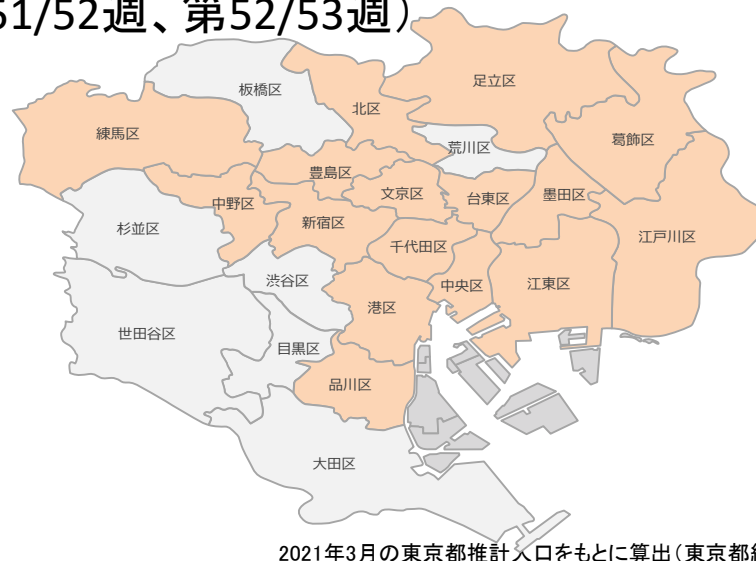 51/52週、第52/53週）
足立区
板橋区
北区
練馬区
葛飾区
荒川区
豊島区
文京区
台東区
墨田区
中野区
新宿区
杉並区
千代田区
江戸川区
渋谷区
中央区
江東区
港区
世田谷区
目黒区
品川区
大田区
2021年3月の東京都推計人口をもとに算出（東京都